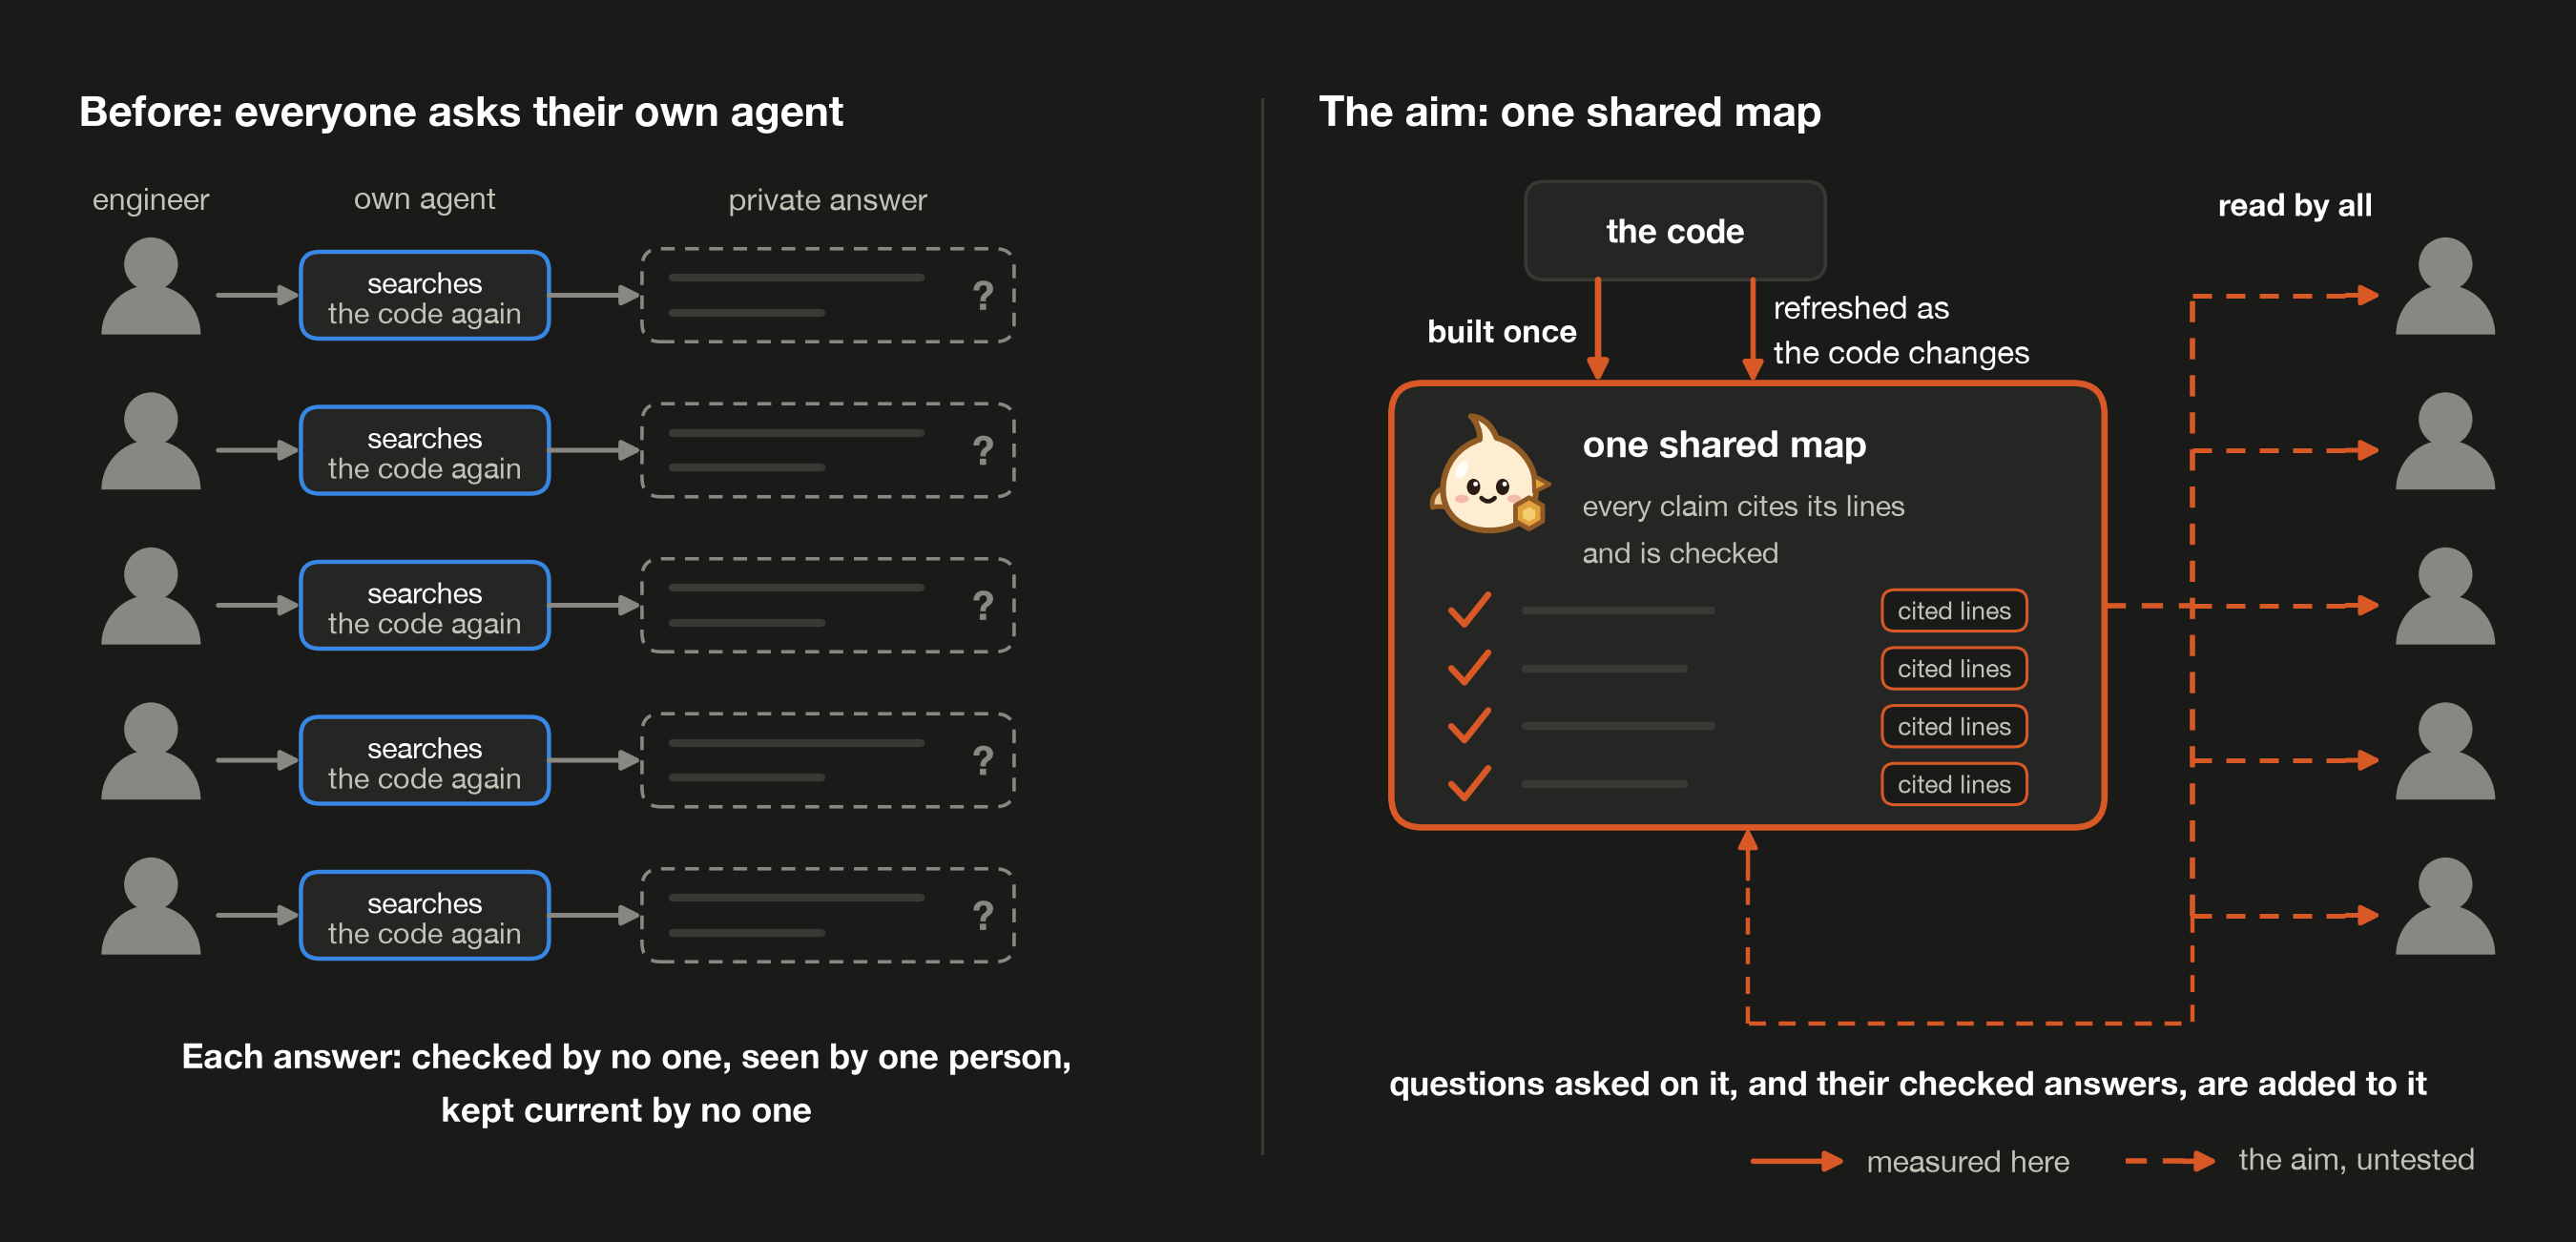 Before: everyone asks their own agent
engineer
own agent
private answer
searches
the code again
?
searches
the code again
?
searches
the code again
?
searches
the code again
?
searches
the code again
?
Each answer: checked by no one, seen by one person,
kept current by no one
The aim: one shared map
the code
read by all
built once
refreshed as
the code changes
one shared map
every claim cites its lines
and is checked
cited lines
cited lines
cited lines
cited lines
questions asked on it, and their checked answers, are added to it
measured here
the aim, untested